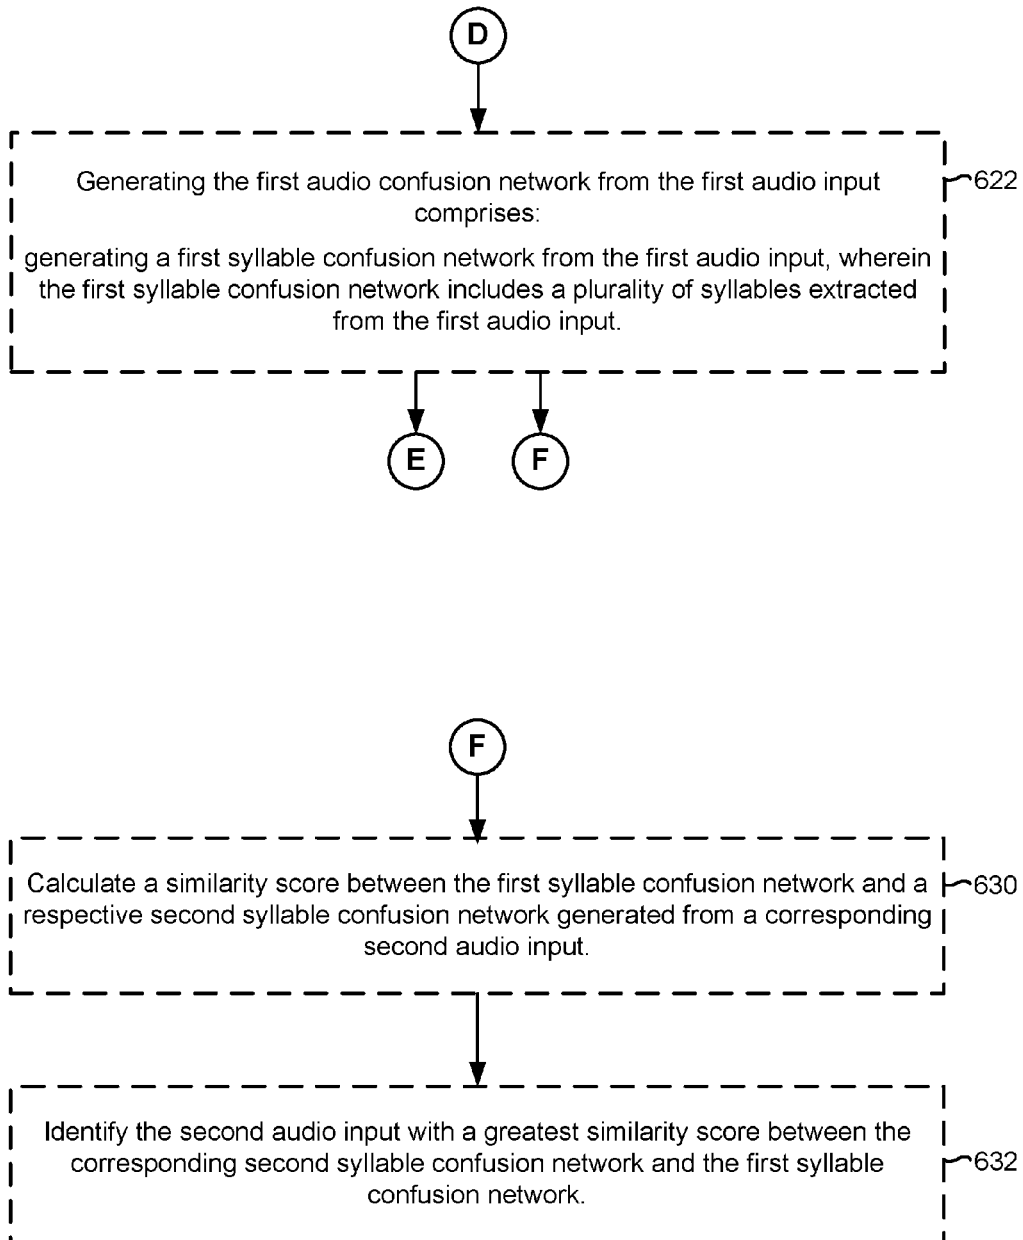 D
Generating the first audio confusion network from the first audio input
comprises:
generating a first syllable confusion network from the first audio input, wherein
the first syllable confusion network includes a plurality of syllables extracted
from the first audio input.
622
E
F
F
Calculate a similarity score between the first syllable confusion network and a
respective second syllable confusion network generated from a corresponding
second audio input.
630
Identify the second audio input with a greatest similarity score between the
corresponding second syllable confusion network and the first syllable
confusion network.
632